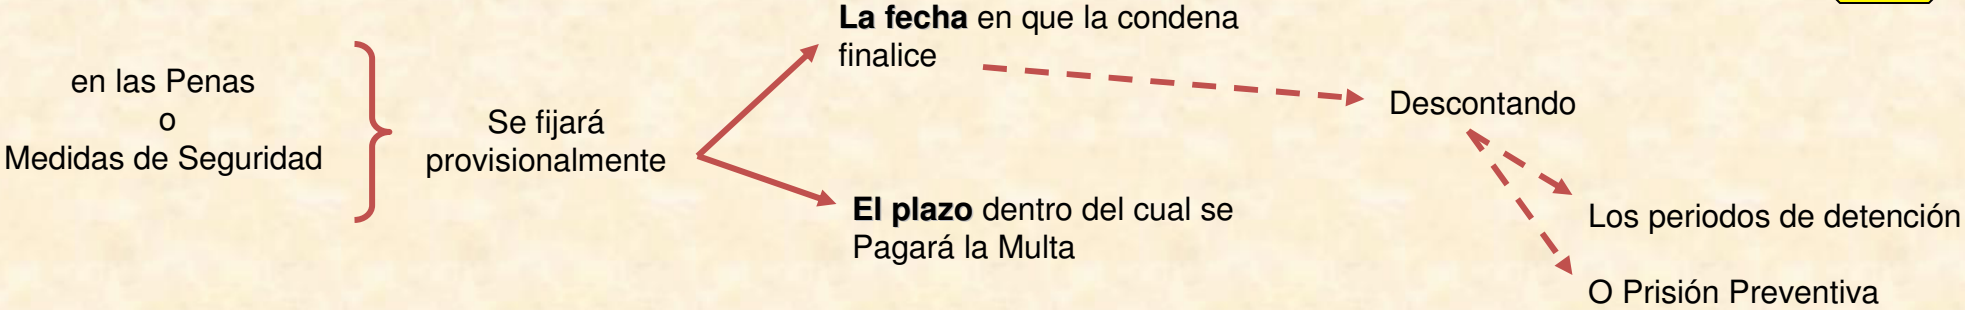 en las Penas
o
Medidas de Seguridad
Se fijará
provisionalmente
La fecha en que la condena
finalice
El plazo dentro del cual se
Pagará la Multa
Descontando
Los periodos de detención
O Prisión Preventiva